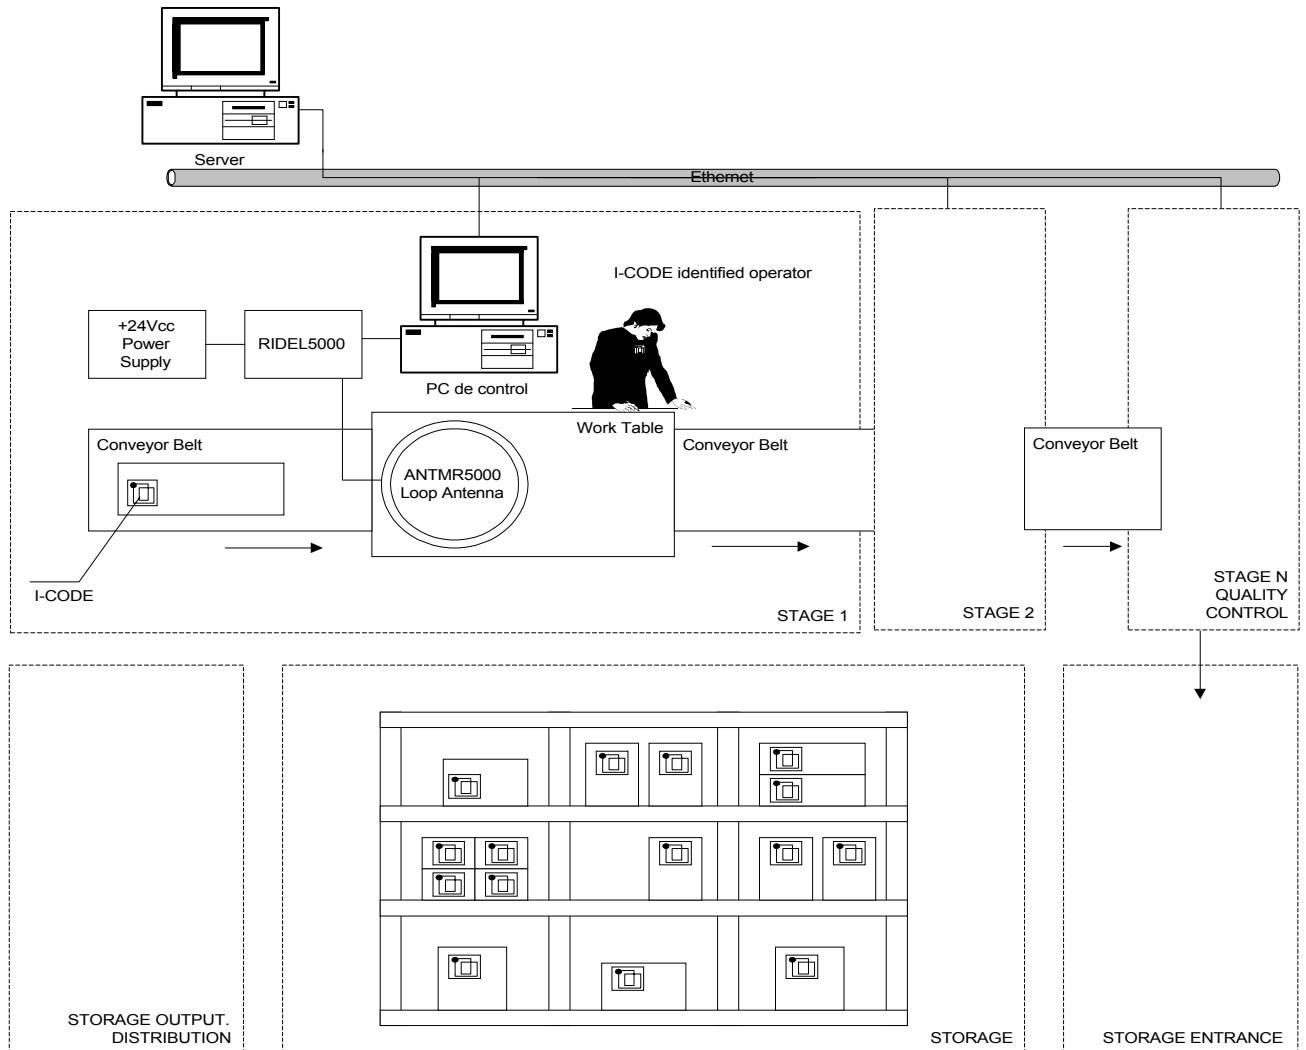 Server
Ethernet
I-CODE identified operator
+24Vcc
Power
Supply
RIDEL5000
PC de control
Work Table
Conveyor Belt
ANTMR5000
Loop Antenna
Conveyor Belt
Conveyor Belt
I-CODE
STAGE 1
STAGE 2
STAGE N
QUALITY
CONTROL
STORAGE OUTPUT.
DISTRIBUTION
STORAGE
STORAGE ENTRANCE